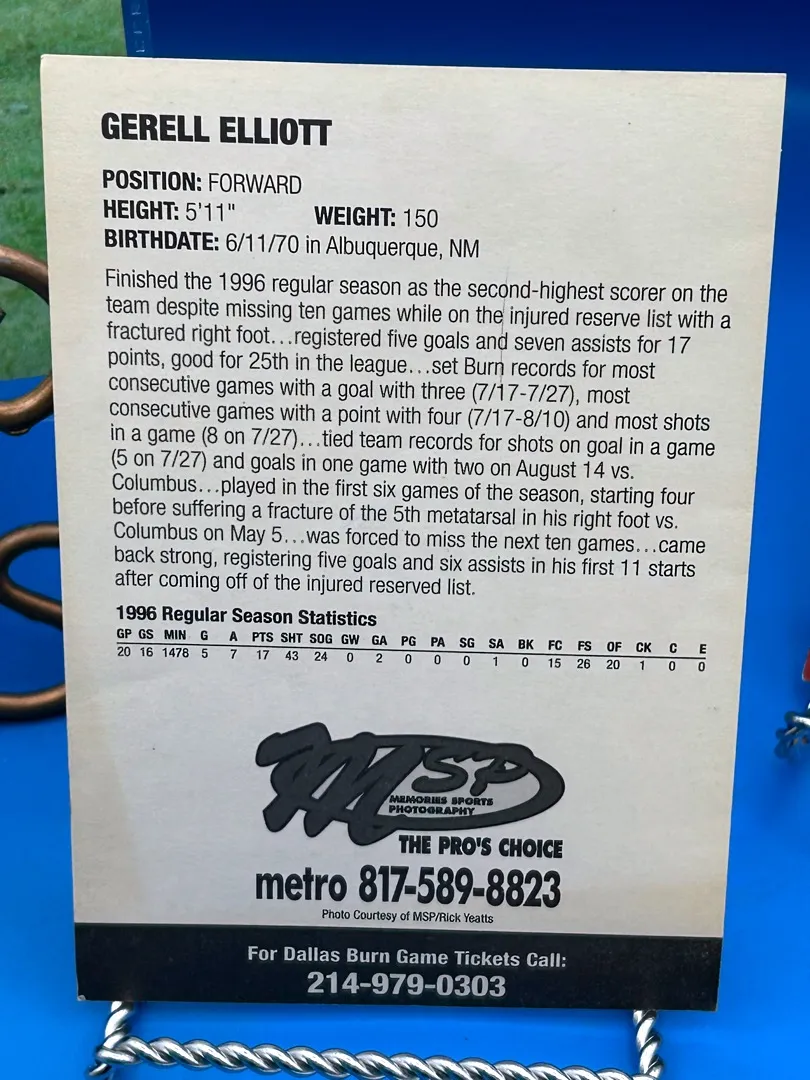 GERELL ELLIOTT
POSITION: FORWARD
HEIGHT: 5'11" WEIGHT: 150
BIRTHDATE: 6/11/70 in Albuquerque, NM
Finished the 1996 regular season as the second-highest scorer on the
team despite missing ten games while on the injured reserve list with a
fractured right foot...registered five goals and seven assists for 17
points, good for 25th in the league...set Burn records for most
consecutive games with a goal with three (7/17-7/27), most
consecutive games with a point with four (7/17-8/10) and most shots
in a game (8 on 7/27)...tied team records for shots on goal in a game
(5 on 7/27) and goals in one game with two on August 14 vs.
Columbus...played in the first six games of the season, starting four
before suffering a fracture of the 5th metatarsal in his right foot vs.
Columbus on May 5...was forced to miss the next ten games...came
back strong, registering five goals and six assists in his first 11 starts
after coming off of the injured reserved list.
1996 Regular Season Statistics
GP GS MIN G A PTS SHT SOG GW GA PG PA SG SA BK FC FS OF CK C E
20 16 1478 5 7 17 43 24 0 2 0 0 0 1 0 15 26 20 1 0 0
MSP
MEMORIES SPORTS
PHOTOGRAPHY
THE PRO'S CHOICE
metro 817-589-8823
Photo Courtesy of MSP/Rick Yeatts
For Dallas Burn Game Tickets Call:
214-979-0303